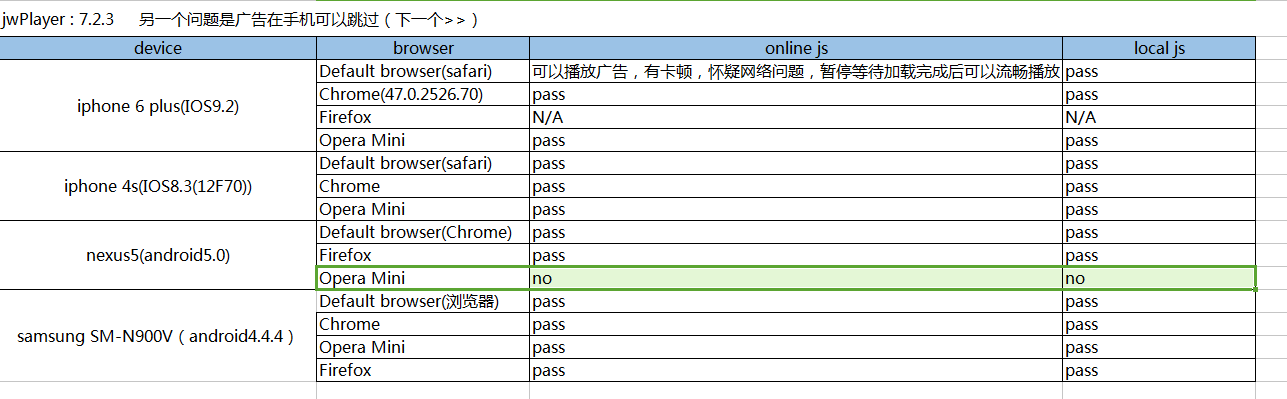 jwPlayer : 7.2.3 另一个问题是广告在手机可以跳过（下一个>>）
device browser online js local js
iphone 6 plus(IOS9.2)
Default browser(safari) 可以播放广告，有卡顿，怀疑网络问题，暂停等待加载完成后可以流畅播放 pass
Chrome(47.0.2526.70) pass pass
Firefox N/A N/A
Opera Mini pass pass
iphone 4s(IOS8.3(12F70))
Default browser(safari) pass pass
Chrome pass pass
Opera Mini pass pass
nexus5(android5.0)
Default browser(Chrome) pass pass
Firefox pass pass
Opera Mini no no
samsung SM-N900V（android4.4.4）
Default browser(浏览器) pass pass
Chrome pass pass
Opera Mini pass pass
Firefox pass pass